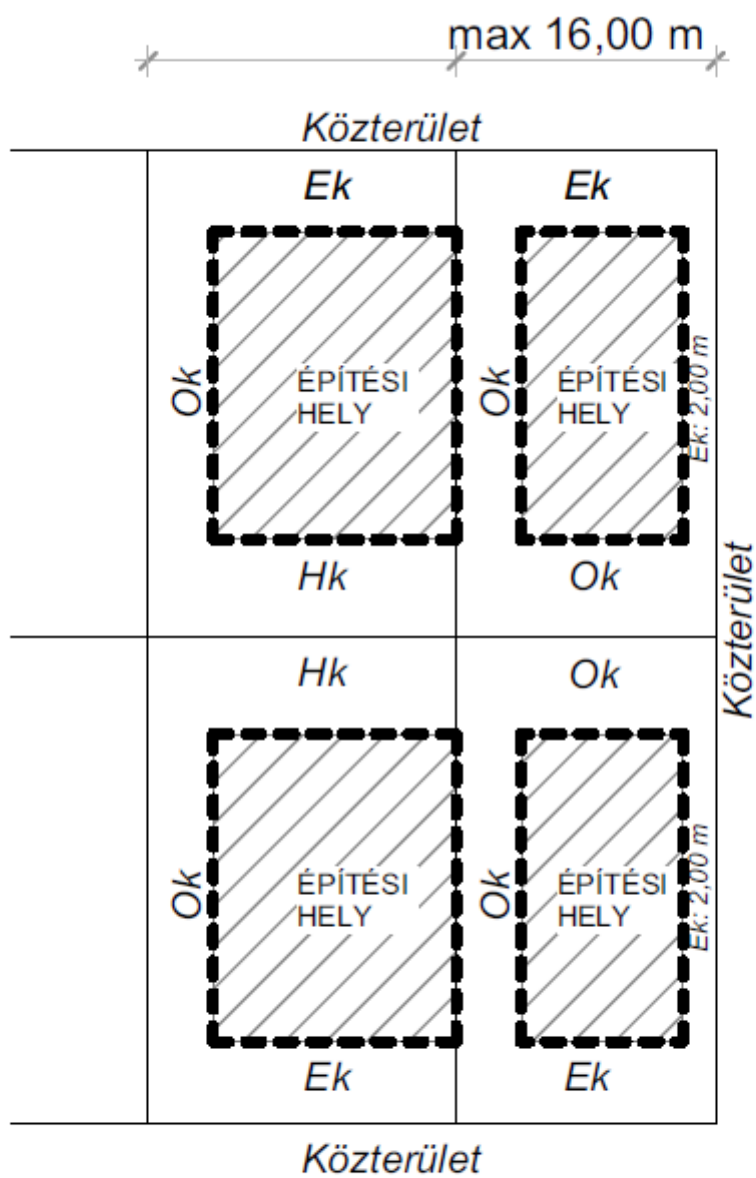 max 16,00 m
Közterület
Ek
Ek
Ok
ÉPÍTÉSI
HELY
Ok
ÉPÍTÉSI
HELY
Ek: 2,00 m
Hk
Ok
Közterület
Hk
Ok
Ok
ÉPÍTÉSI
HELY
Ok
ÉPÍTÉSI
HELY
Ek: 2,00 m
Ek
Ek
Közterület